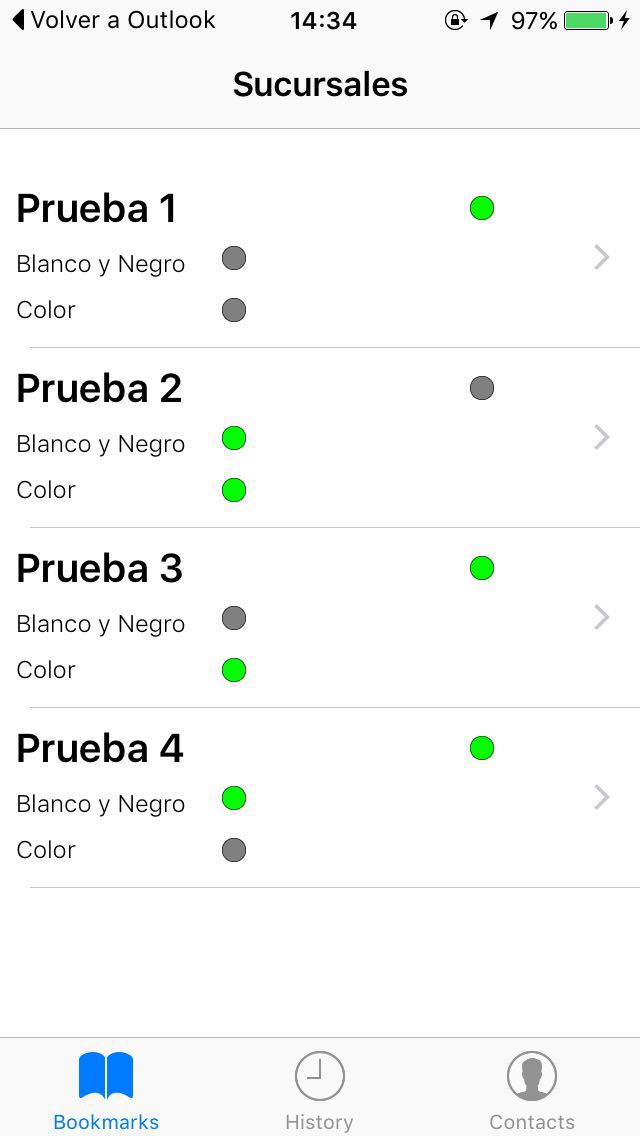 Volver a Outlook 14:34 97%
Sucursales
Prueba 1
Blanco y Negro
Color
Prueba 2
Blanco y Negro
Color
Prueba 3
Blanco y Negro
Color
Prueba 4
Blanco y Negro
Color
Bookmarks History Contacts